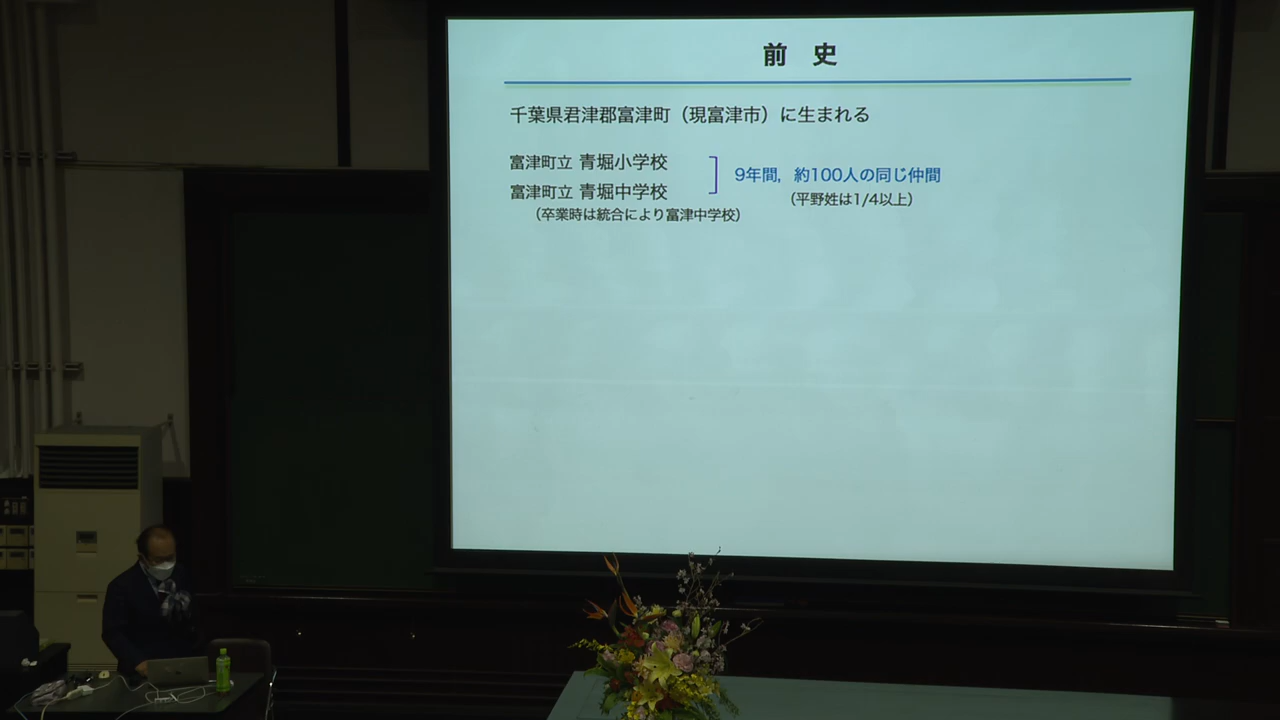 前 史
千葉県君津郡富津町（現富津市）に生まれる
富津町立 青堀小学校
富津町立 青堀中学校
（卒業時は統合により富津中学校）
9年間，約100人の同じ仲間
（平野姓は1/4以上）